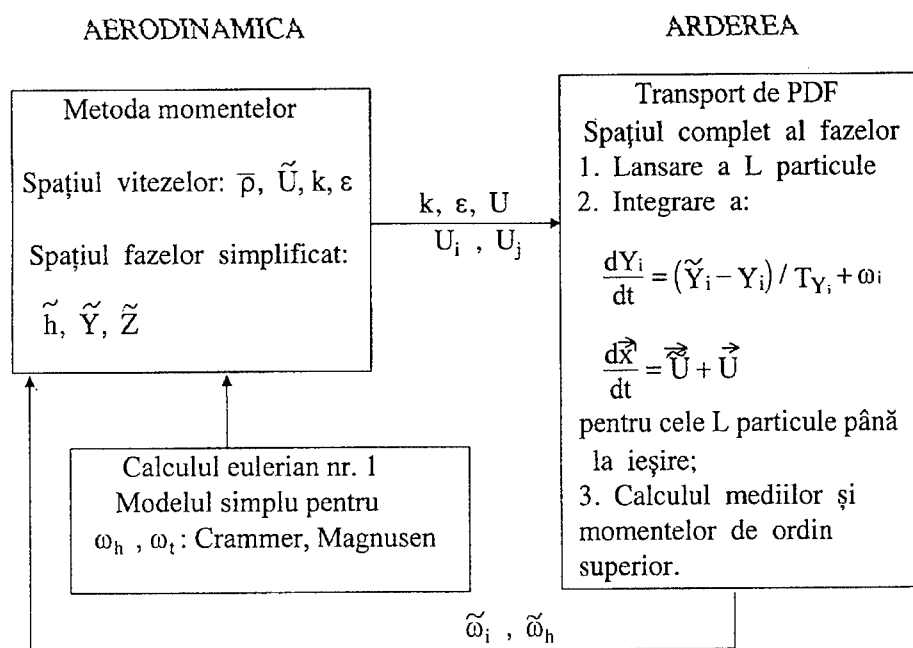 AERODINAMICA
Metoda momentelor
Spațiul vitezelor: ρ̅, Ũ, k, ε
Spațiul fazelor simplificat:
h̃, Ỹ, Z̃
Calculul eulerian nr. 1
Modelul simplu pentru
ω_h , ω_t : Crammer, Magnusen
k, ε, U
U_i , U_j
ARDEREA
Transport de PDF
Spațiul complet al fazelor
1. Lansare a L particule
2. Integrare a:
dY_i/dt = (Ỹ_i − Y_i) / T_{Y_i} + ω_i
dx⃗/dt = Ũ⃗ + U⃗
pentru cele L particule până
la ieșire;
3. Calculul mediilor și
momentelor de ordin
superior.
ω̃_i , ω̃_h